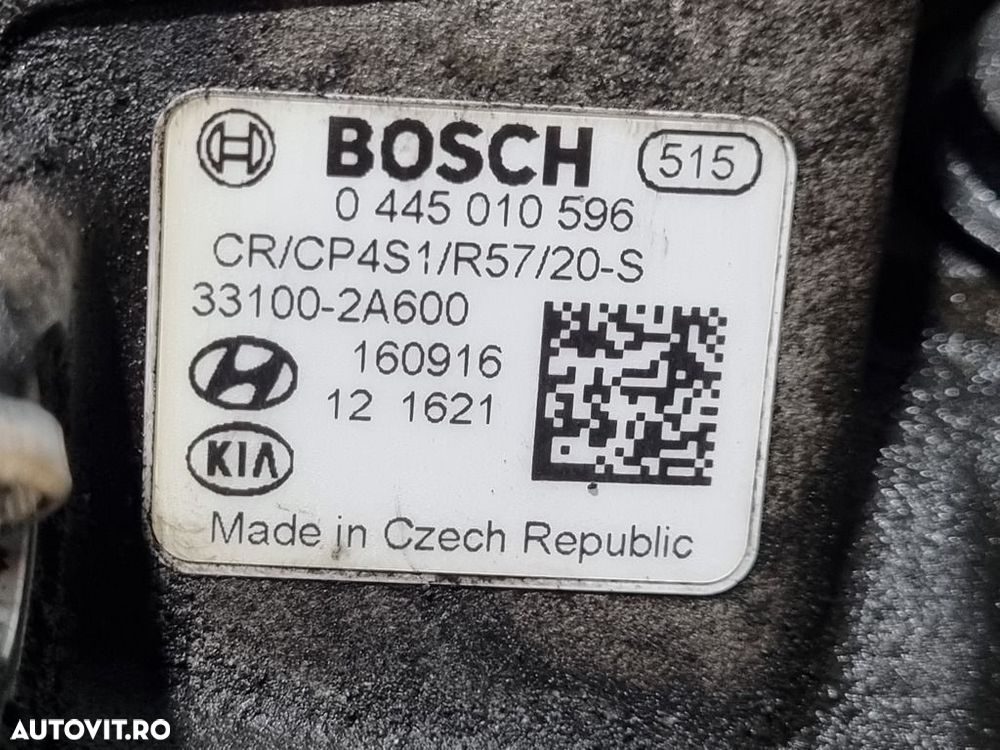 BOSCH 515
0 445 010 596
CR/CP4S1/R57/20-S
33100-2A600
160916
12 1621
KIA
Made in Czech Republic
AUTOVIT.RO